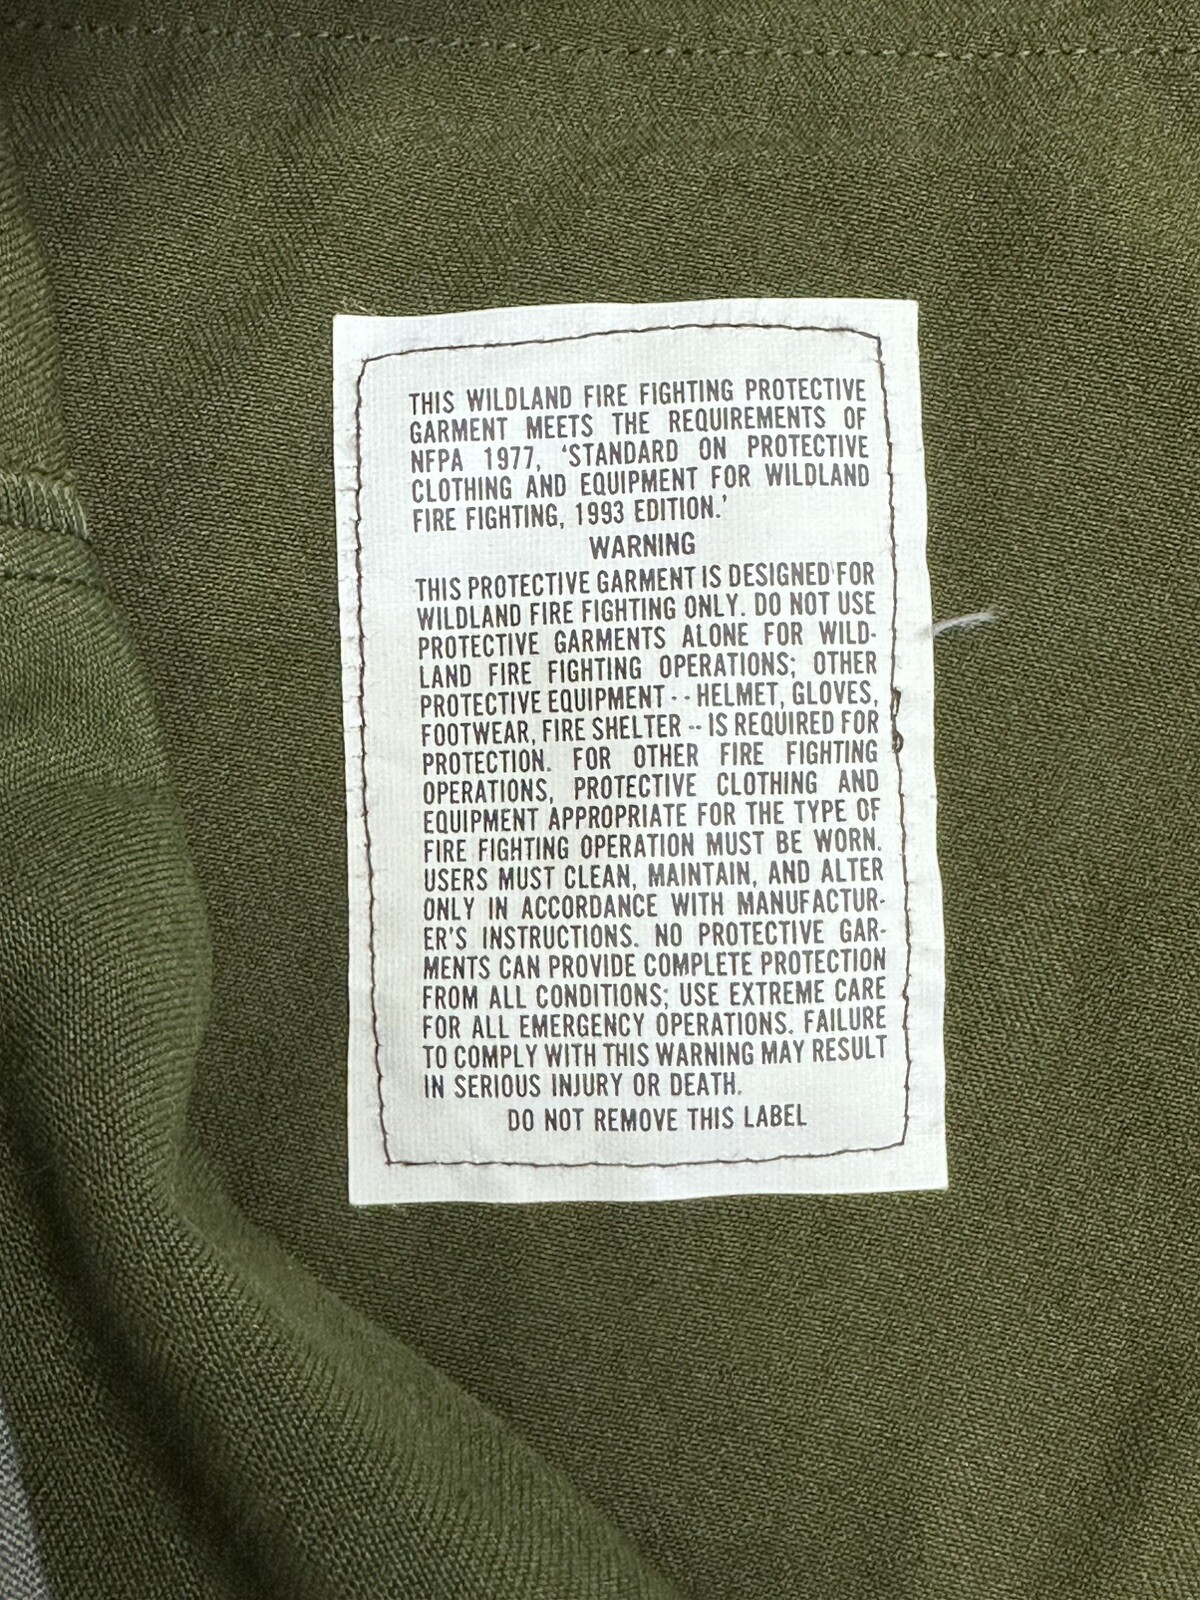 THIS WILDLAND FIRE FIGHTING PROTECTIVE
GARMENT MEETS THE REQUIREMENTS OF
NFPA 1977, ‘STANDARD ON PROTECTIVE
CLOTHING AND EQUIPMENT FOR WILDLAND
FIRE FIGHTING, 1993 EDITION.’
WARNING
THIS PROTECTIVE GARMENT IS DESIGNED FOR
WILDLAND FIRE FIGHTING ONLY. DO NOT USE
PROTECTIVE GARMENTS ALONE FOR WILD-
LAND FIRE FIGHTING OPERATIONS; OTHER
PROTECTIVE EQUIPMENT -- HELMET, GLOVES,
FOOTWEAR, FIRE SHELTER -- IS REQUIRED FOR
PROTECTION. FOR OTHER FIRE FIGHTING
OPERATIONS, PROTECTIVE CLOTHING AND
EQUIPMENT APPROPRIATE FOR THE TYPE OF
FIRE FIGHTING OPERATION MUST BE WORN.
USERS MUST CLEAN, MAINTAIN, AND ALTER
ONLY IN ACCORDANCE WITH MANUFACTUR-
ER'S INSTRUCTIONS. NO PROTECTIVE GAR-
MENTS CAN PROVIDE COMPLETE PROTECTION
FROM ALL CONDITIONS; USE EXTREME CARE
FOR ALL EMERGENCY OPERATIONS. FAILURE
TO COMPLY WITH THIS WARNING MAY RESULT
IN SERIOUS INJURY OR DEATH.
DO NOT REMOVE THIS LABEL